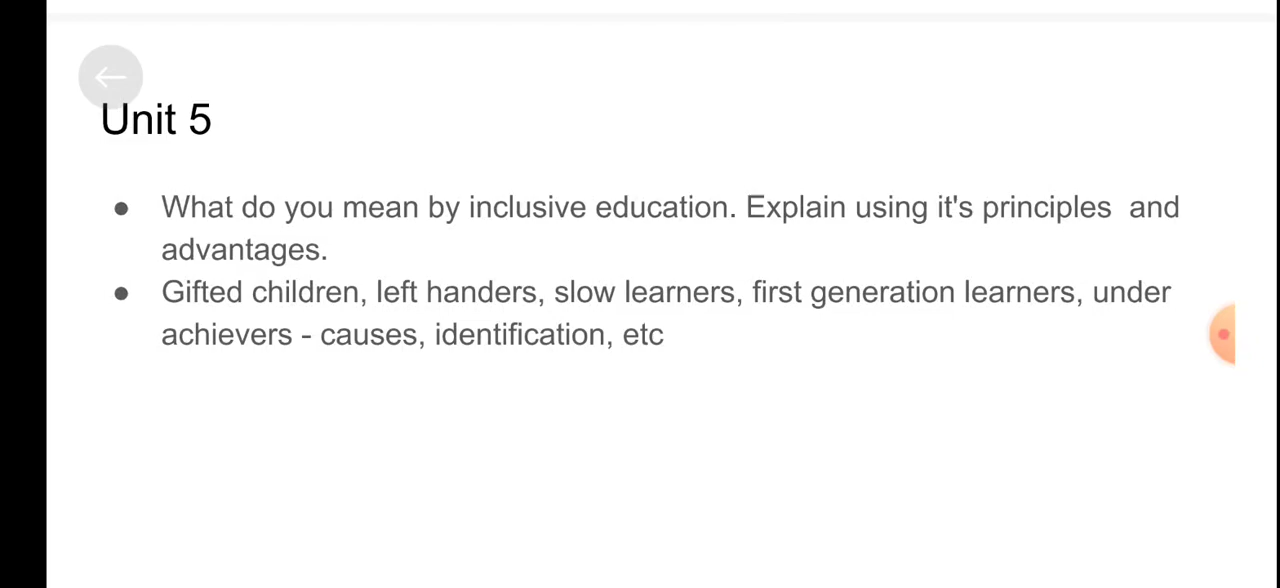 Unit 5
● What do you mean by inclusive education. Explain using it's principles  and
advantages.
● Gifted children, left handers, slow learners, first generation learners, under
achievers - causes, identification, etc